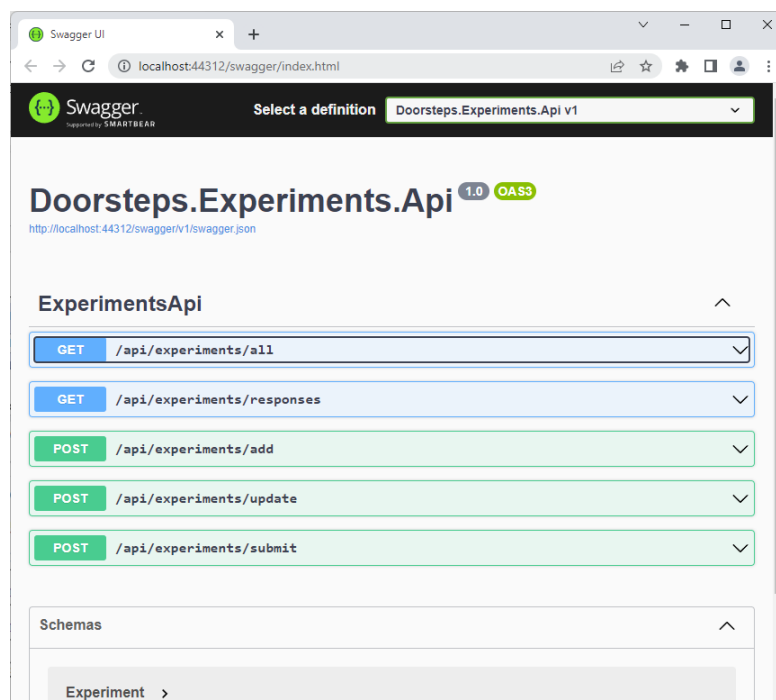 Swagger UI
localhost:44312/swagger/index.html
Swagger.
Supported by SMARTBEAR
Select a definition
Doorsteps.Experiments.Api v1
Doorsteps.Experiments.Api 1.0 OAS3
http://localhost:44312/swagger/v1/swagger.json
ExperimentsApi
GET /api/experiments/all
GET /api/experiments/responses
POST /api/experiments/add
POST /api/experiments/update
POST /api/experiments/submit
Schemas
Experiment